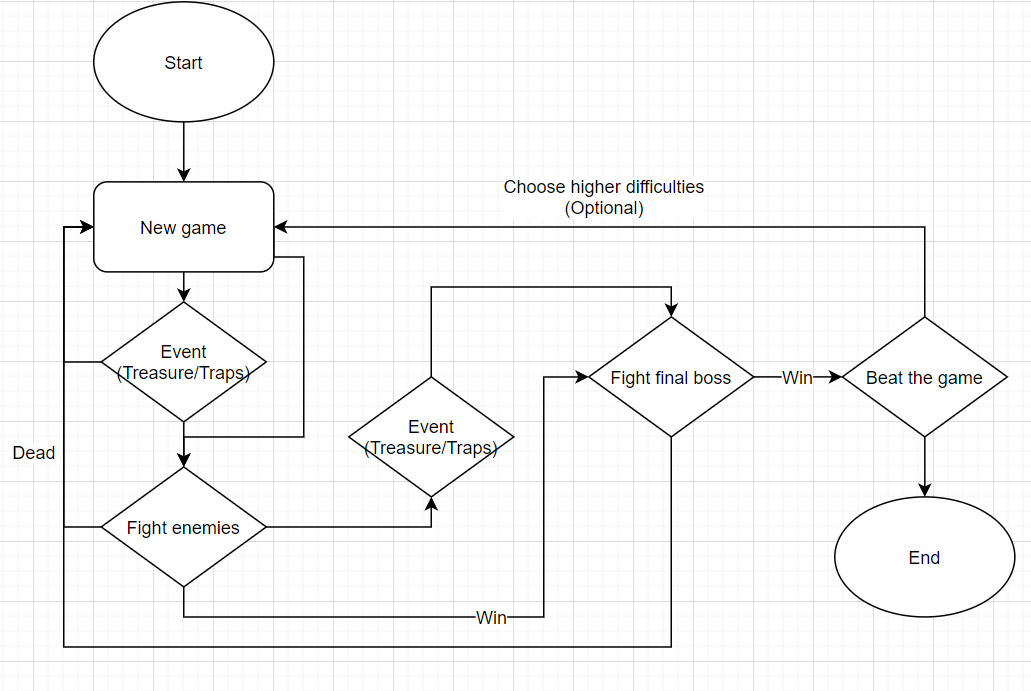 Start
Choose higher difficulties
(Optional)
New game
Event
(Treasure/Traps)
Fight final boss
Win
Beat the game
Event
(Treasure/Traps)
Dead
Fight enemies
End
Win